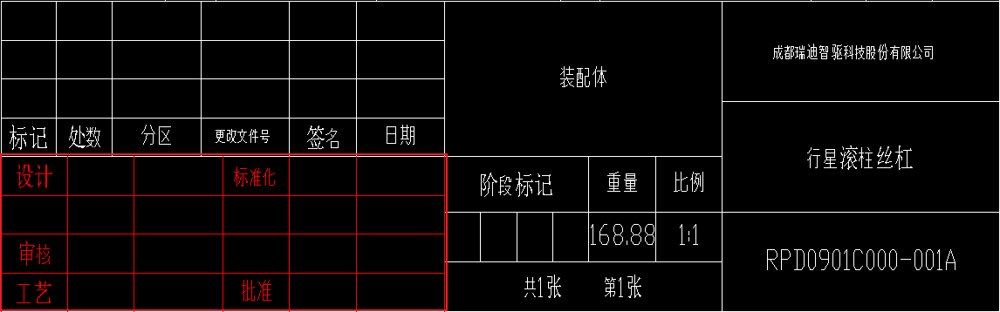 成都瑞迪智驱科技股份有限公司
装配体
标记 处数 分区 更改文件号 签名 日期
行星滚柱丝杠
设计 标准化
阶段标记 重量 比例
168.88 1:1
审核
RPD0901C000-001A
工艺 批准
共1张 第1张